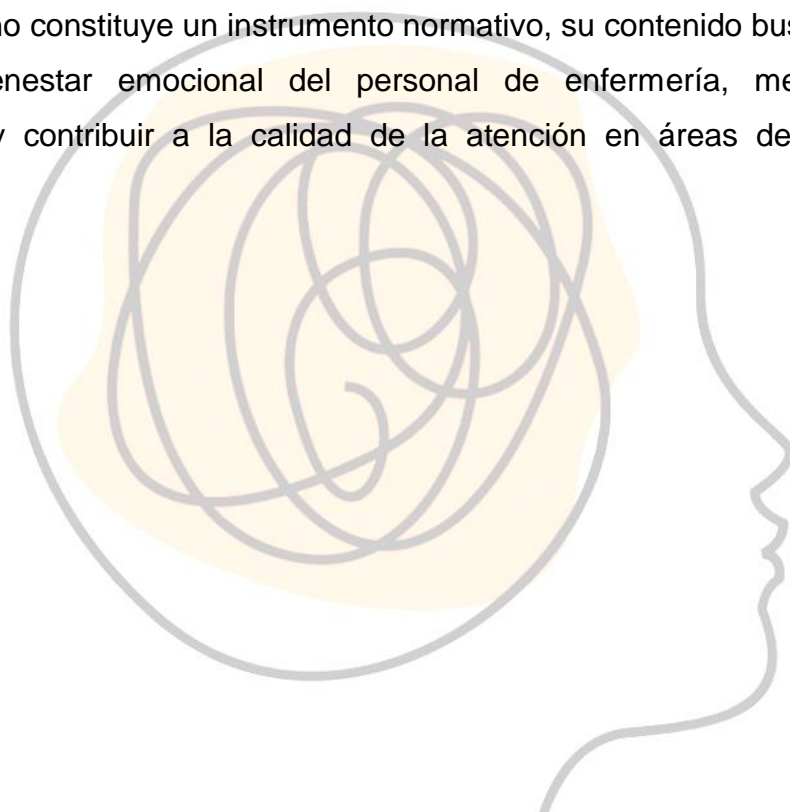 no constituye un instrumento normativo, su contenido bus
enestar emocional del personal de enfermería, me
y contribuir a la calidad de la atención en áreas de